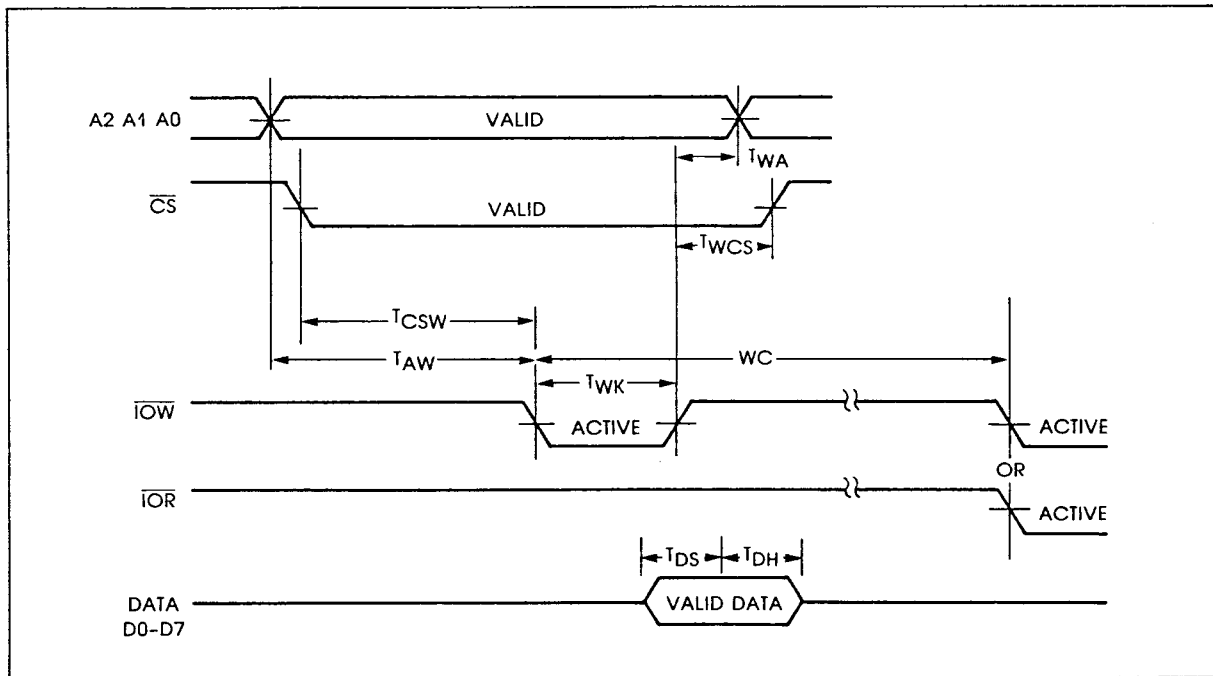 A2 A1 A0
VALID
TWA
CS
VALID
TWCS
TCSW
TAW
WC
TWK
IOW
ACTIVE
ACTIVE
OR
IOR
ACTIVE
TDS
TDH
DATA
D0-D7
VALID DATA